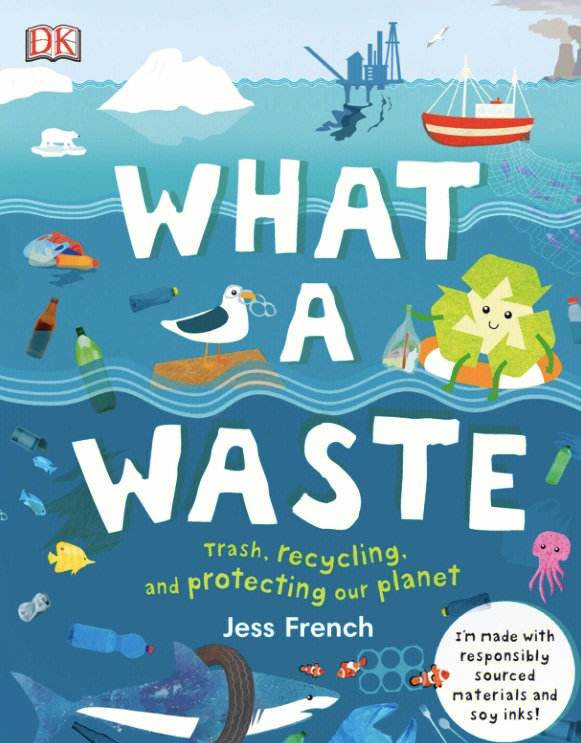 DK
WHAT
A
WASTE
Trash, recycling,
and protecting our planet
Jess French
I'm made with
responsibly
sourced
materials and
soy inks!